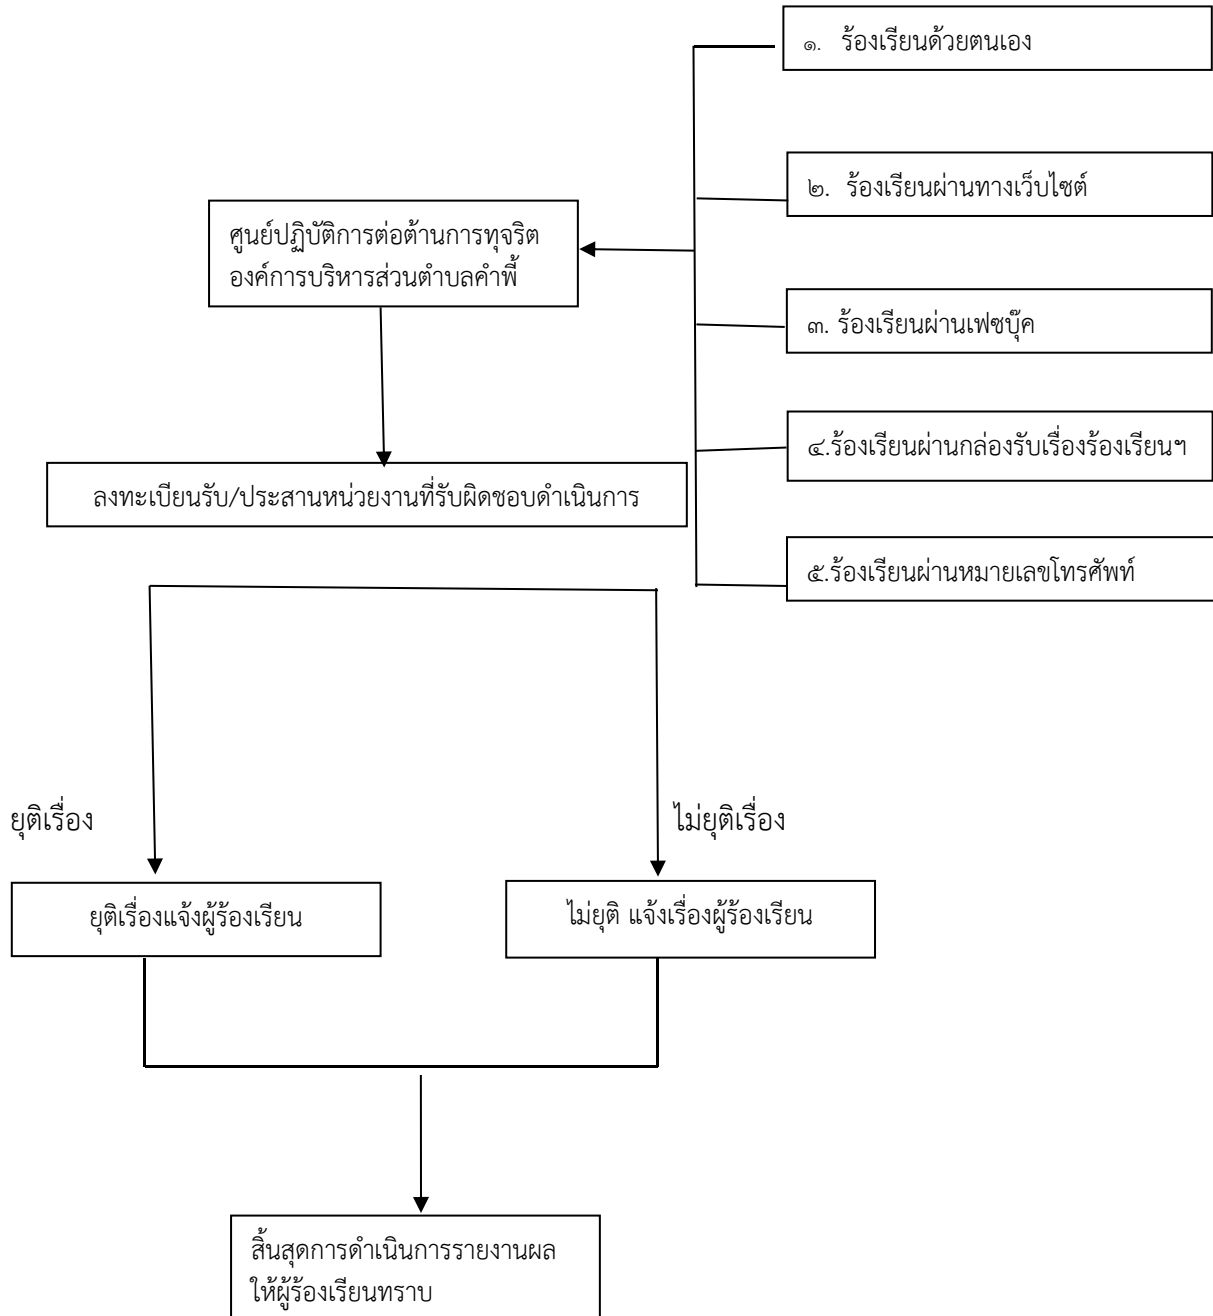 ๑. ร้องเรียนด้วยตนเอง
๒. ร้องเรียนผ่านทางเว็บไซต์
ศูนย์ปฏิบัติการต่อต้านการทุจริต
องค์การบริหารส่วนตำบลคำพี้
๓. ร้องเรียนผ่านเฟซบุ๊ค
๔.ร้องเรียนผ่านกล่องรับเรื่องร้องเรียนฯ
ลงทะเบียนรับ/ประสานหน่วยงานที่รับผิดชอบดำเนินการ
๕.ร้องเรียนผ่านหมายเลขโทรศัพท์
ยุติเรื่อง
ไม่ยุติเรื่อง
ยุติเรื่องแจ้งผู้ร้องเรียน
ไม่ยุติ แจ้งเรื่องผู้ร้องเรียน
สิ้นสุดการดำเนินการรายงานผล
ให้ผู้ร้องเรียนทราบ